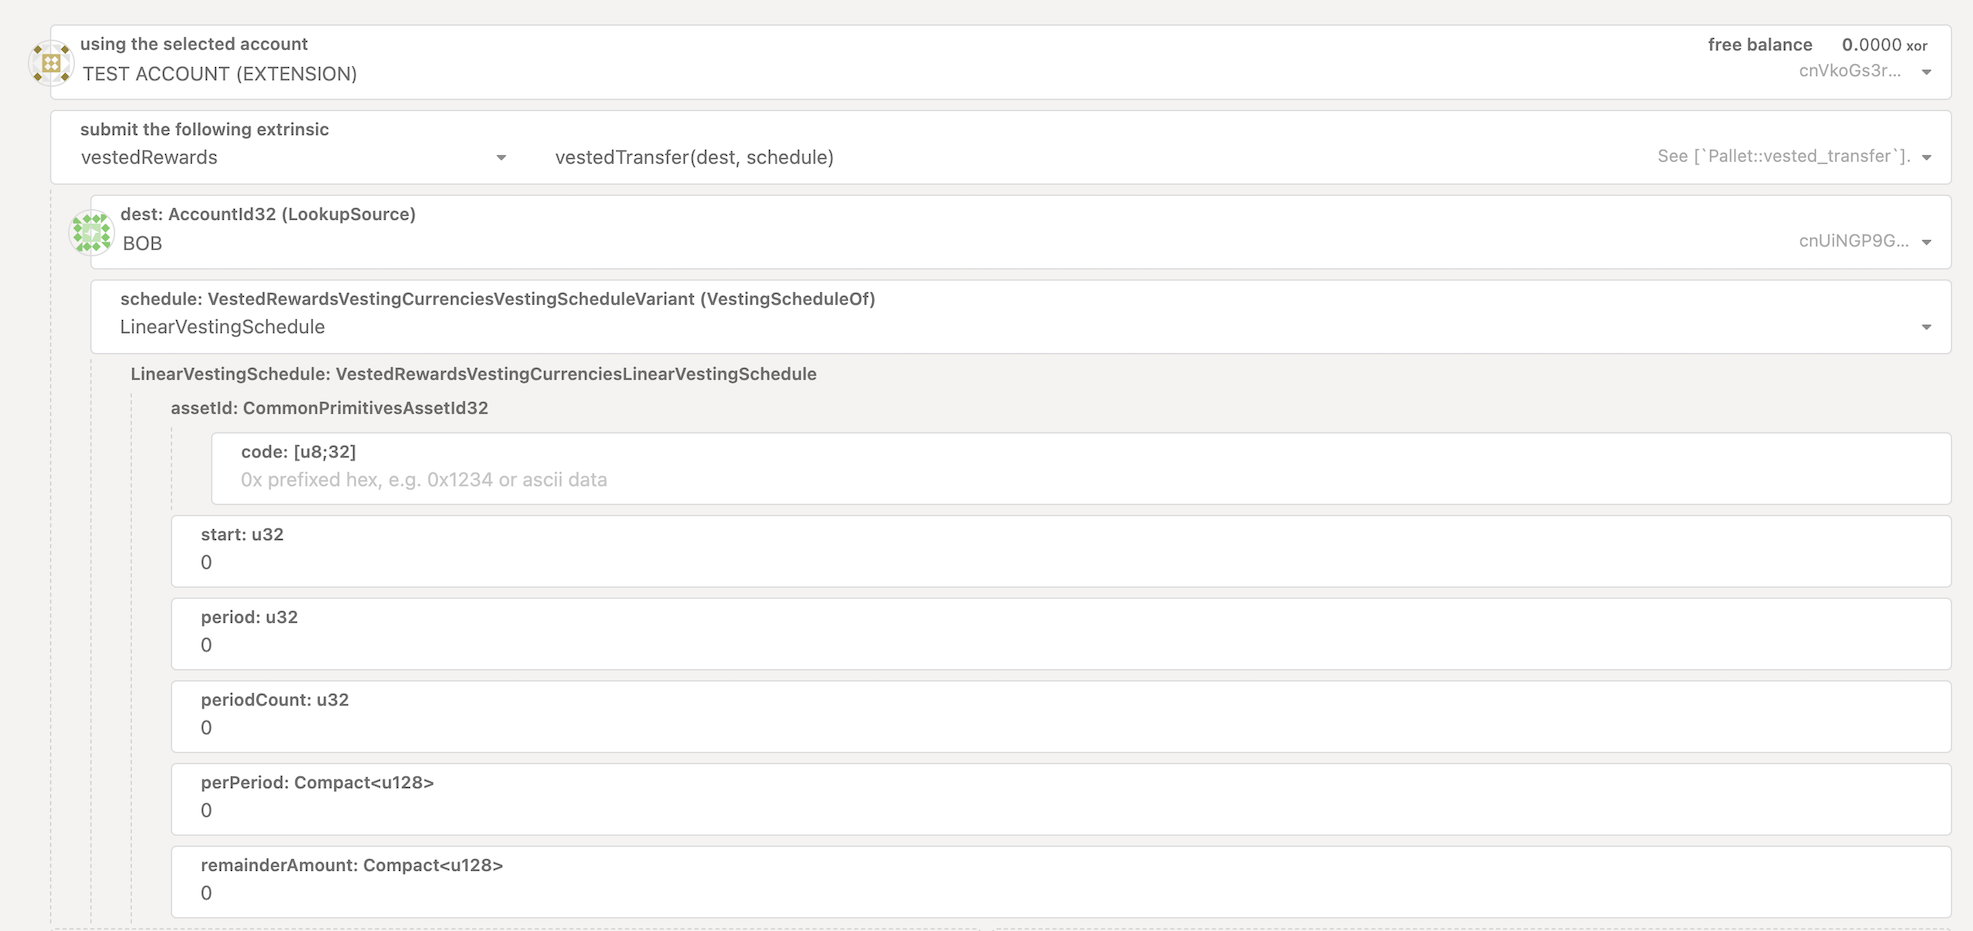 using the selected account
free balance 0.0000 xor
TEST ACCOUNT (EXTENSION)
cnVkoGs3r...
submit the following extrinsic
vestedRewards
vestedTransfer(dest, schedule)
See [`Pallet::vested_transfer`].
dest: AccountId32 (LookupSource)
BOB
cnUiNGP9G...
schedule: VestedRewardsVestingCurrenciesVestingScheduleVariant (VestingScheduleOf)
LinearVestingSchedule
LinearVestingSchedule: VestedRewardsVestingCurrenciesLinearVestingSchedule
assetId: CommonPrimitivesAssetId32
code: [u8;32]
0x prefixed hex, e.g. 0x1234 or ascii data
start: u32
0
period: u32
0
periodCount: u32
0
perPeriod: Compact<u128>
0
remainderAmount: Compact<u128>
0